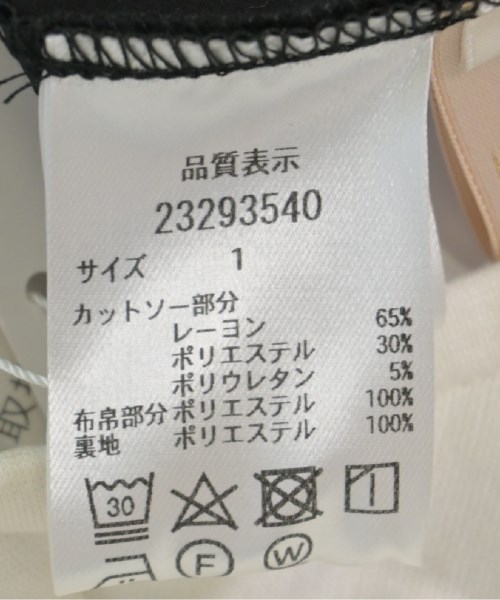 品質表示
23293540
サイズ 1
カットソー部分
レーヨン 65%
ポリエステル 30%
ポリウレタン 5%
布帛部分 ポリエステル 100%
裏地 ポリエステル 100%
30
F W
取